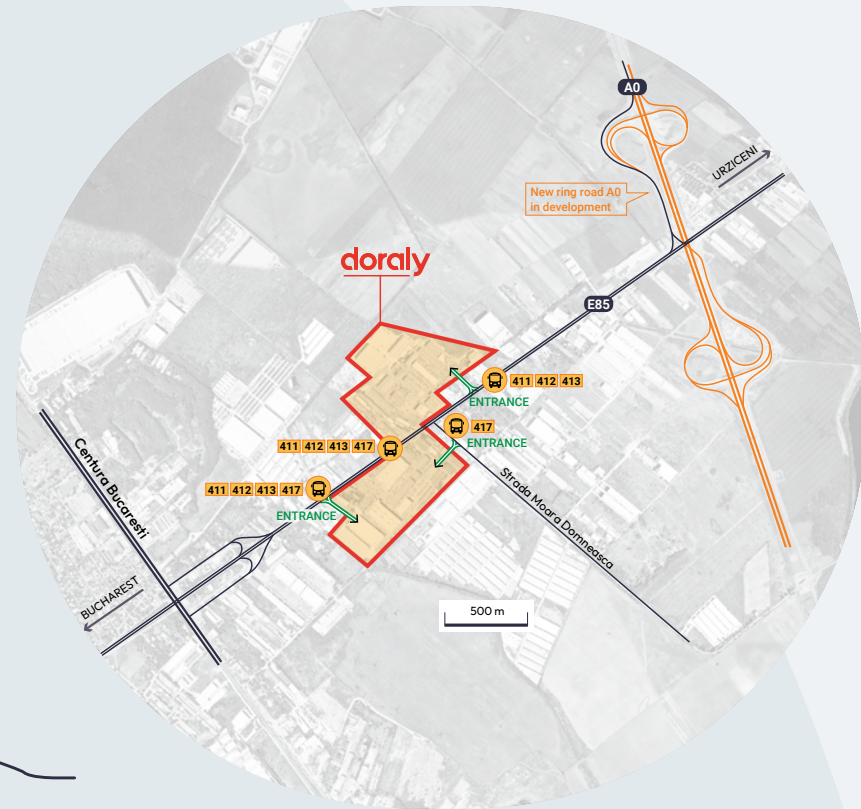 A0
URZICENI
New ring road A0
in development
doraly
E85
411 412 413
ENTRANCE
417
ENTRANCE
411 412 413 417
411 412 413 417
ENTRANCE
Centura Bucaresti
Strada Moara Domneasca
BUCHAREST
500 m